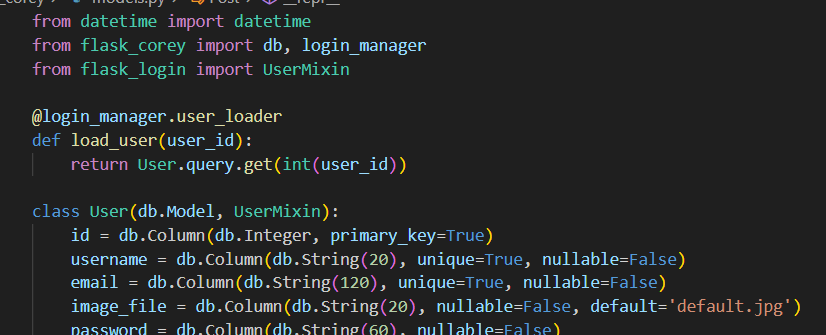 _corey > models.py > Post > __repr__
from datetime import datetime
from flask_corey import db, login_manager
from flask_login import UserMixin
@login_manager.user_loader
def load_user(user_id):
    return User.query.get(int(user_id))
class User(db.Model, UserMixin):
    id = db.Column(db.Integer, primary_key=True)
    username = db.Column(db.String(20), unique=True, nullable=False)
    email = db.Column(db.String(120), unique=True, nullable=False)
    image_file = db.Column(db.String(20), nullable=False, default='default.jpg')
    password = db.Column(db.String(60), nullable=False)